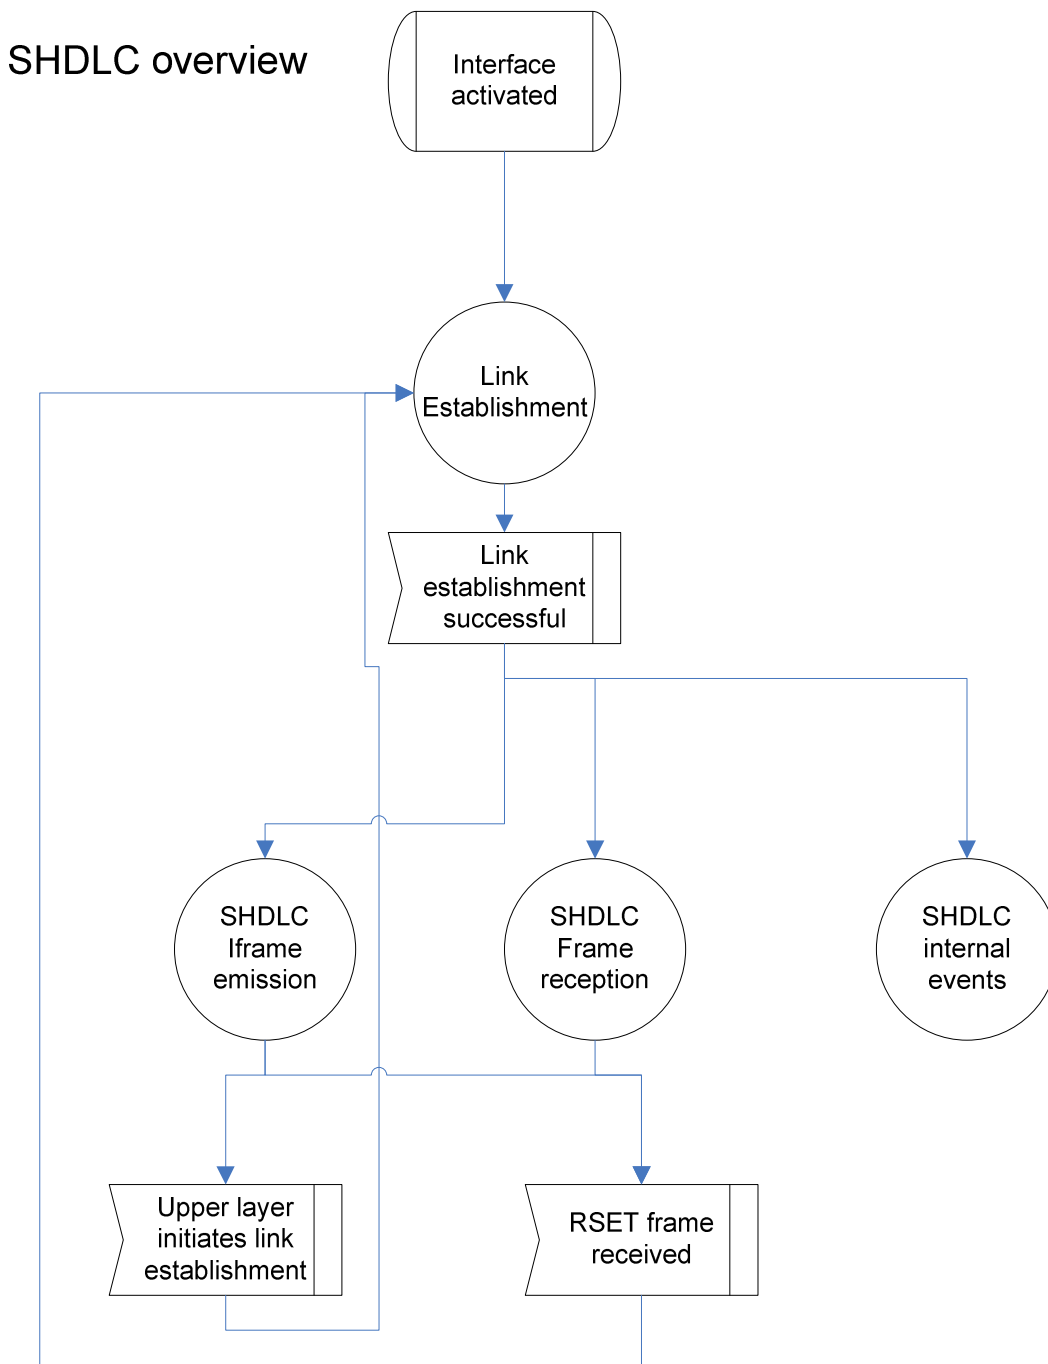 SHDLC overview
Interface
activated
Link
Establishment
Link
establishment
successful
SHDLC
Iframe
emission
SHDLC
Frame
reception
SHDLC
internal
events
Upper layer
initiates link
establishment
RSET frame
received